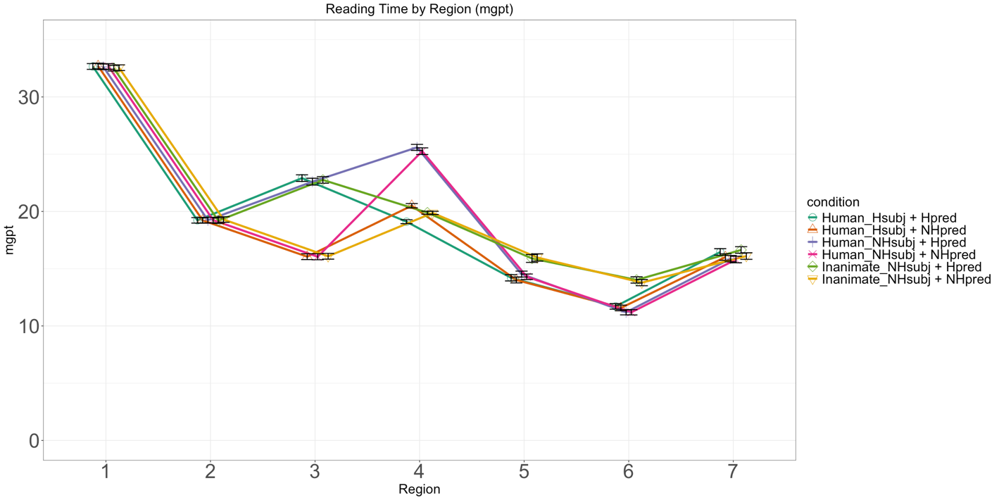 Reading Time by Region (mgpt)
30
20
10
0
mgpt
1 2 3 4 5 6 7
Region
condition
Human_Hsubj + Hpred
Human_Hsubj + NHpred
Human_NHsubj + Hpred
Human_NHsubj + NHpred
Inanimate_NHsubj + Hpred
Inanimate_NHsubj + NHpred